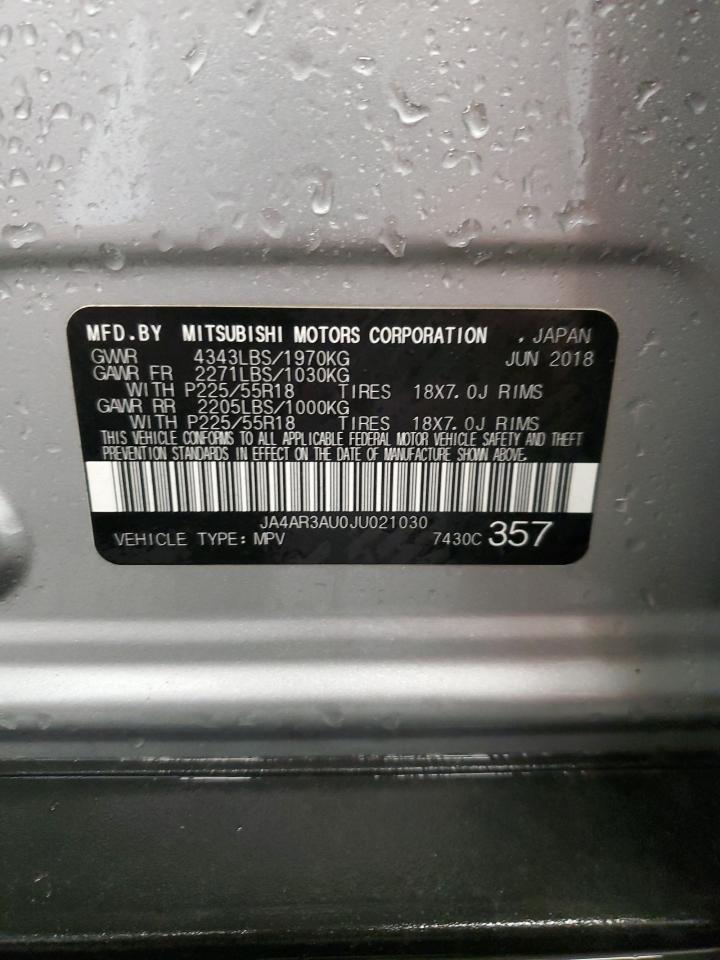 MFD.BY MITSUBISHI MOTORS CORPORATION , JAPAN
GVWR 4343LBS/1970KG JUN 2018
GAWR FR 2271LBS/1030KG
WITH P225/55R18 TIRES 18X7.0J RIMS
GAWR RR 2205LBS/1000KG
WITH P225/55R18 TIRES 18X7.0J RIMS
THIS VEHICLE CONFORMS TO ALL APPLICABLE FEDERAL MOTOR VEHICLE SAFETY AND THEFT
PREVENTION STANDARDS IN EFFECT ON THE DATE OF MANUFACTURE SHOWN ABOVE.
JA4AR3AU0JU021030
VEHICLE TYPE: MPV 7430C 357